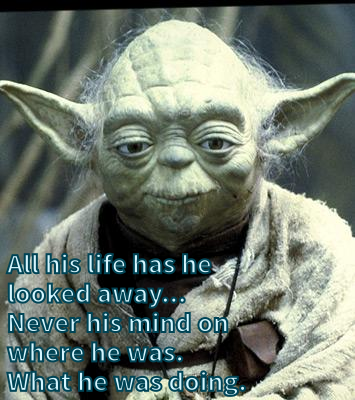 All his life has he
looked away...
Never his mind on
where he was.
What he was doing.